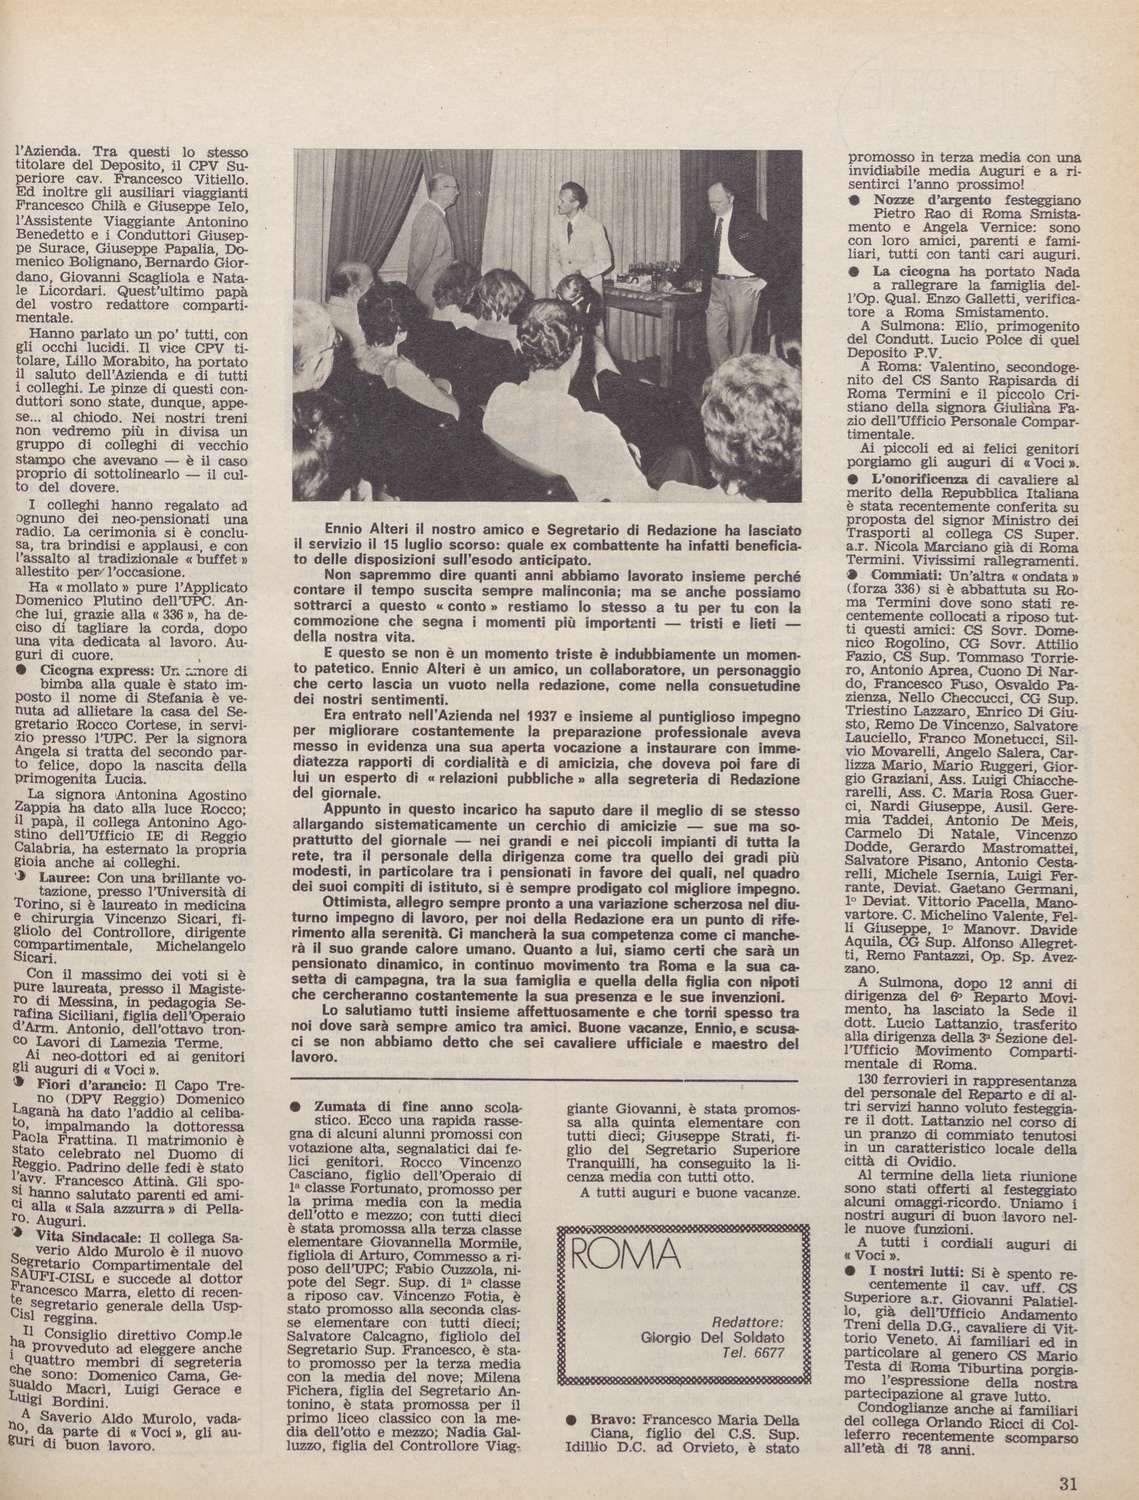 l'Azienda. Tra questi lo stesso
titolare del Deposito, il CPV Su-
periore cav. Francesco Vitiello.
Ed inoltre gli ausiliari viaggianti
Francesco Chilà e Giuseppe Ielo,
l'Assistente Viaggiante Antonino
Benedetto e i Conduttori Giusep-
pe Surace, Giuseppe Papalia, Do-
menico Bolignano, Bernardo Gior-
dano, Giovanni Scagliola e Nata-
le Licordari. Quest'ultimo papà
del vostro redattore comparti-
mentale.
Hanno parlato un po' tutti, con
gli occhi lucidi. Il vice CPV ti-
tolare, Lillo Morabito, ha portato
il saluto dell'Azienda e di tutti
i colleghi. Le pinze di questi con-
duttori sono state, dunque, appe-
se... al chiodo. Nei nostri treni
non vedremo più in divisa un
gruppo di colleghi di vecchio
stampo che avevano — è il caso
proprio di sottolinearlo — il cul-
to del dovere.
I colleghi hanno regalato ad
ognuno dei neo-pensionati una
radio. La cerimonia si è conclu-
sa, tra brindisi e applausi, e con
l'assalto al tradizionale « buffet »
allestito per l'occasione.
Ha « mollato » pure l'Applicato
Domenico Plutino dell'UPC. An-
che lui, grazie alla « 336 », ha de-
ciso di tagliare la corda, dopo
una vita dedicata al lavoro. Au-
guri di cuore.
● Cicogna express: Un amore di
bimba alla quale è stato im-
posto il nome di Stefania è ve-
nuta ad allietare la casa del Se-
gretario Rocco Cortese, in servi-
zio presso l'UPC. Per la signora
Angela si tratta del secondo par-
to felice, dopo la nascita della
primogenita Lucia.
La signora Antonina Agostino
Zappia ha dato alla luce Rocco;
il papà, il collega Antonino Ago-
stino dell'Ufficio IE di Reggio
Calabria, ha esternato la propria
gioia anche ai colleghi.
● Lauree: Con una brillante vo-
tazione, presso l'Università di
Torino, si è laureato in medicina
e chirurgia Vincenzo Sicari, fi-
gliolo del Controllore, dirigente
compartimentale, Michelangelo
Sicari.
Con il massimo dei voti si è
pure laureata, presso il Magiste-
ro di Messina, in pedagogia Se-
rafina Siciliani, figlia dell'Operaio
d'Arm. Antonio, dell'ottavo tron-
co Lavori di Lamezia Terme.
Ai neo-dottori ed ai genitori
gli auguri di « Voci ».
● Fiori d'arancio: Il Capo Tre-
no (DPV Reggio) Domenico
Laganà ha dato l'addio al celiba-
to, impalmando la dottoressa
Paola Frattina. Il matrimonio è
stato celebrato nel Duomo di
Reggio. Padrino delle fedi è stato
l'avv. Francesco Attinà. Gli spo-
si hanno salutato parenti ed ami-
ci alla « Sala azzurra » di Pella-
ro. Auguri.
● Vita Sindacale: Il collega Sa-
verio Aldo Murolo è il nuovo
Segretario Compartimentale del
SAUFI-CISL e succede al dottor
Francesco Marra, eletto di recen-
te segretario generale della Usp-
Cisl reggina.
Il Consiglio direttivo Comp.le
ha provveduto ad eleggere anche
i quattro membri di segreteria
che sono: Domenico Cama, Ge-
sualdo Macrì, Luigi Gerace e
Luigi Bordini.
A Saverio Aldo Murolo, vada-
no, da parte di « Voci », gli au-
guri di buon lavoro.
Ennio Alteri il nostro amico e Segretario di Redazione ha lasciato
il servizio il 15 luglio scorso: quale ex combattente ha infatti beneficia-
to delle disposizioni sull'esodo anticipato.
Non sapremmo dire quanti anni abbiamo lavorato insieme perché
contare il tempo suscita sempre malinconia; ma se anche possiamo
sottrarci a questo « conto » restiamo lo stesso a tu per tu con la
commozione che segna i momenti più importanti — tristi e lieti —
della nostra vita.
E questo se non è un momento triste è indubbiamente un momen-
to patetico. Ennio Alteri è un amico, un collaboratore, un personaggio
che certo lascia un vuoto nella redazione, come nella consuetudine
dei nostri sentimenti.
Era entrato nell'Azienda nel 1937 e insieme al puntiglioso impegno
per migliorare costantemente la preparazione professionale aveva
messo in evidenza una sua aperta vocazione a instaurare con imme-
diatezza rapporti di cordialità e di amicizia, che doveva poi fare di
lui un esperto di « relazioni pubbliche » alla segreteria di Redazione
del giornale.
Appunto in questo incarico ha saputo dare il meglio di se stesso
allargando sistematicamente un cerchio di amicizie — sue ma so-
prattutto del giornale — nei grandi e nei piccoli impianti di tutta la
rete, tra il personale della dirigenza come tra quello dei gradi più
modesti, in particolare tra i pensionati in favore dei quali, nel quadro
dei suoi compiti di istituto, si è sempre prodigato col migliore impegno.
Ottimista, allegro sempre pronto a una variazione scherzosa nel diu-
turno impegno di lavoro, per noi della Redazione era un punto di rife-
rimento alla serenità. Ci mancherà la sua competenza come ci manche-
rà il suo grande calore umano. Quanto a lui, siamo certi che sarà un
pensionato dinamico, in continuo movimento tra Roma e la sua ca-
setta di campagna, tra la sua famiglia e quella della figlia con nipoti
che cercheranno costantemente la sua presenza e le sue invenzioni.
Lo salutiamo tutti insieme affettuosamente e che torni spesso tra
noi dove sarà sempre amico tra amici. Buone vacanze, Ennio, e scusa-
ci se non abbiamo detto che sei cavaliere ufficiale e maestro del
lavoro.
● Zumata di fine anno scola-
stico. Ecco una rapida rasse-
gna di alcuni alunni promossi con
votazione alta, segnalatici dai fe-
lici genitori. Rocco Vincenzo
Casciano, figlio dell'Operaio di
1ª classe Fortunato, promosso per
la prima media con la media
dell'otto e mezzo; con tutti dieci
è stata promossa alla terza classe
elementare Giovannella Mormile,
figliola di Arturo, Commesso a ri-
poso dell'UPC; Fabio Cuzzola, ni-
pote del Segr. Sup. di 1ª classe
a riposo cav. Vincenzo Fotia, è
stato promosso alla seconda clas-
se elementare con tutti dieci;
Salvatore Calcagno, figliolo del
Segretario Sup. Francesco, è sta-
to promosso per la terza media
con la media del nove; Milena
Fichera, figlia del Segretario An-
tonino, è stata promossa per il
primo liceo classico con la me-
dia dell'otto e mezzo; Nadia Gal-
luzzo, figlia del Controllore Viag-
giante Giovanni, è stata promos-
sa alla quinta elementare con
tutti dieci; Giuseppe Strati, fi-
glio del Segretario Superiore
Tranquilli, ha conseguito la li-
cenza media con tutti otto.
A tutti auguri e buone vacanze.
ROMA
Redattore:
Giorgio Del Soldato
Tel. 6677
● Bravo: Francesco Maria Della
Ciana, figlio del C.S. Sup.
Idillio D.C. ad Orvieto, è stato
promosso in terza media con una
invidiabile media Auguri e a ri-
sentirci l'anno prossimo!
● Nozze d'argento festeggiano
Pietro Rao di Roma Smista-
mento e Angela Vernice: sono
con loro amici, parenti e fami-
liari, tutti con tanti cari auguri.
● La cicogna ha portato Nada
a rallegrare la famiglia del-
l'Op. Qual. Enzo Galletti, verifica-
tore a Roma Smistamento.
A Sulmona: Elio, primogenito
del Condutt. Lucio Polce di quel
Deposito P.V.
A Roma: Valentino, secondoge-
nito del CS Santo Rapisarda di
Roma Termini e il piccolo Cri-
stiano della signora Giuliana Fa-
zio dell'Ufficio Personale Compar-
timentale.
Ai piccoli ed ai felici genitori
porgiamo gli auguri di « Voci ».
● L'onorificenza di cavaliere al
merito della Repubblica Italiana
è stata recentemente conferita su
proposta del signor Ministro dei
Trasporti al collega CS Super.
a.r. Nicola Marciano già di Roma
Termini. Vivissimi rallegramenti.
● Commiati: Un'altra « ondata »
(forza 336) si è abbattuta su Ro-
ma Termini dove sono stati re-
centemente collocati a riposo tut-
ti questi amici: CS Sovr. Dome-
nico Rogolino, CG Sovr. Attilio
Fazio, CS Sup. Tommaso Torrie-
ro, Antonio Aprea, Cuono Di Nar-
do, Francesco Fuso, Osvaldo Pa-
zienza, Nello Checcucci, CG Sup.
Triestino Lazzaro, Enrico Di Giu-
sto, Remo De Vincenzo, Salvatore
Lauciello, Franco Monetucci, Sil-
vio Movarelli, Angelo Salera, Car-
lizza Mario, Mario Ruggeri, Gior-
gio Graziani, Ass. Luigi Chiacche-
rarelli, Ass. C. Maria Rosa Guer-
ci, Nardi Giuseppe, Ausil. Gere-
mia Taddei, Antonio De Meis,
Carmelo Di Natale, Vincenzo
Dodde, Gerardo Mastromattei,
Salvatore Pisano, Antonio Cesta-
relli, Michele Isernia, Luigi Fer-
rante, Deviat. Gaetano Germani,
1º Deviat. Vittorio Pacella, Mano-
vartore. C. Michelino Valente, Fel-
li Giuseppe, 1º Manovr. Davide
Aquila, CG Sup. Alfonso Allegret-
ti, Remo Fantazzi, Op. Sp. Avez-
zano.
A Sulmona, dopo 12 anni di
dirigenza del 6º Reparto Movi-
mento, ha lasciato la Sede il
dott. Lucio Lattanzio, trasferito
alla dirigenza della 3ª Sezione del-
l'Ufficio Movimento Comparti-
mentale di Roma.
130 ferrovieri in rappresentanza
del personale del Reparto e di al-
tri servizi hanno voluto festeggia-
re il dott. Lattanzio nel corso di
un pranzo di commiato tenutosi
in un caratteristico locale della
città di Ovidio.
Al termine della lieta riunione
sono stati offerti al festeggiato
alcuni omaggi-ricordo. Uniamo i
nostri auguri di buon lavoro nel-
le nuove funzioni.
A tutti i cordiali auguri di
« Voci ».
● I nostri lutti: Si è spento re-
centemente il cav. uff. CS
Superiore a.r. Giovanni Palatiel-
lo, già dell'Ufficio Andamento
Treni della D.G., cavaliere di Vit-
torio Veneto. Ai familiari ed in
particolare al genero CS Mario
Testa di Roma Tiburtina porgia-
mo l'espressione della nostra
partecipazione al grave lutto.
Condoglianze anche ai familiari
del collega Orlando Ricci di Col-
leferro recentemente scomparso
all'età di 78 anni.
31